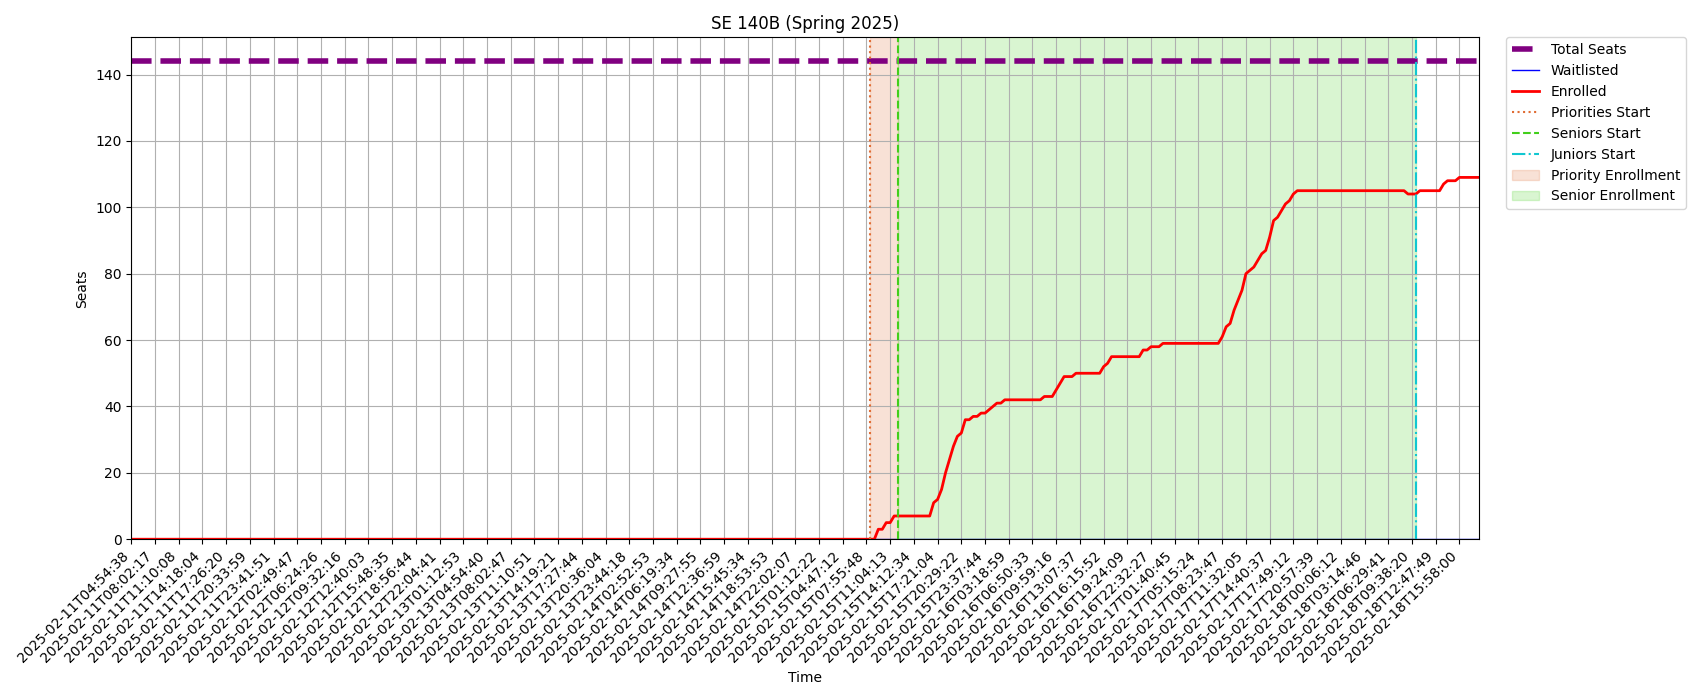 SE 140B (Spring 2025)
140
120
100
80
60
40
20
0
Seats
Total Seats
Waitlisted
Enrolled
Priorities Start
Seniors Start
Juniors Start
Priority Enrollment
Senior Enrollment
2025-02-11T04:54:38
2025-02-11T08:02:17
2025-02-11T11:10:08
2025-02-11T14:18:04
2025-02-11T17:26:20
2025-02-11T20:33:59
2025-02-11T23:41:51
2025-02-12T02:49:47
2025-02-12T06:24:26
2025-02-12T09:32:16
2025-02-12T12:40:03
2025-02-12T15:48:35
2025-02-12T18:56:44
2025-02-12T22:04:41
2025-02-13T01:12:53
2025-02-13T04:54:40
2025-02-13T08:02:47
2025-02-13T11:10:51
2025-02-13T14:19:21
2025-02-13T17:27:44
2025-02-13T20:36:04
2025-02-13T23:44:18
2025-02-14T02:52:53
2025-02-14T06:19:34
2025-02-14T09:27:55
2025-02-14T12:36:59
2025-02-14T15:45:34
2025-02-14T18:53:53
2025-02-14T22:02:07
2025-02-15T01:12:22
2025-02-15T04:47:12
2025-02-15T07:55:48
2025-02-15T11:04:13
2025-02-15T14:12:34
2025-02-15T17:21:04
2025-02-15T20:29:22
2025-02-15T23:37:44
2025-02-16T03:18:59
2025-02-16T06:50:33
2025-02-16T09:59:16
2025-02-16T13:07:37
2025-02-16T16:15:52
2025-02-16T19:24:09
2025-02-16T22:32:27
2025-02-17T01:40:45
2025-02-17T05:15:24
2025-02-17T08:23:47
2025-02-17T11:32:05
2025-02-17T14:40:37
2025-02-17T17:49:12
2025-02-17T20:57:39
2025-02-18T00:06:12
2025-02-18T03:14:46
2025-02-18T06:29:41
2025-02-18T09:38:20
2025-02-18T12:47:49
2025-02-18T15:58:00
Time